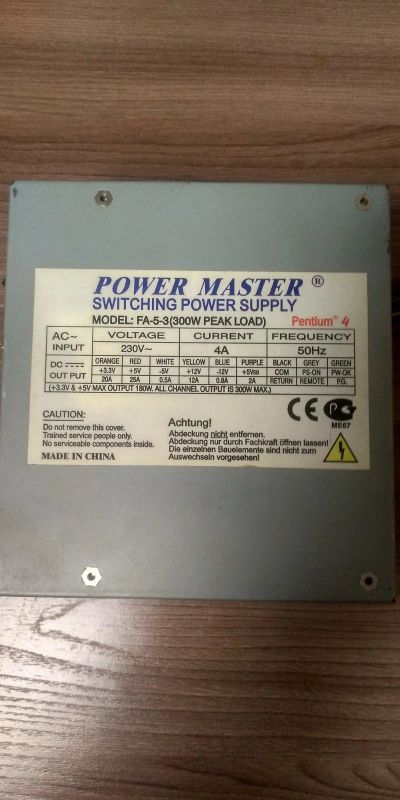 POWER MASTER ®
SWITCHING POWER SUPPLY
MODEL: FA-5-3(300W PEAK LOAD) Pentium® 4
AC~ INPUT VOLTAGE CURRENT FREQUENCY
230V~ 4A 50Hz
DC OUT PUT ORANGE RED WHITE YELLOW BLUE PURPLE BLACK GREY GREEN
+3.3V +5V -5V +12V -12V +5VSB COM PS-ON PW-OK
20A 25A 0.5A 12A 0.8A 2A RETURN REMOTE P.G.
(+3.3V & +5V MAX OUTPUT 180W. ALL CHANNEL OUTPUT IS 300W MAX.)
CAUTION:
Do not remove this cover.
Trained service people only.
No serviceable components inside.
MADE IN CHINA
Achtung!
Abdeckung nicht entfernen.
Abdeckung nur durch Fachkraft öffnen lassen!
Die einzelnen Bauelemente sind nicht zum
Auswechseln vorgesehen!
CE
ME67